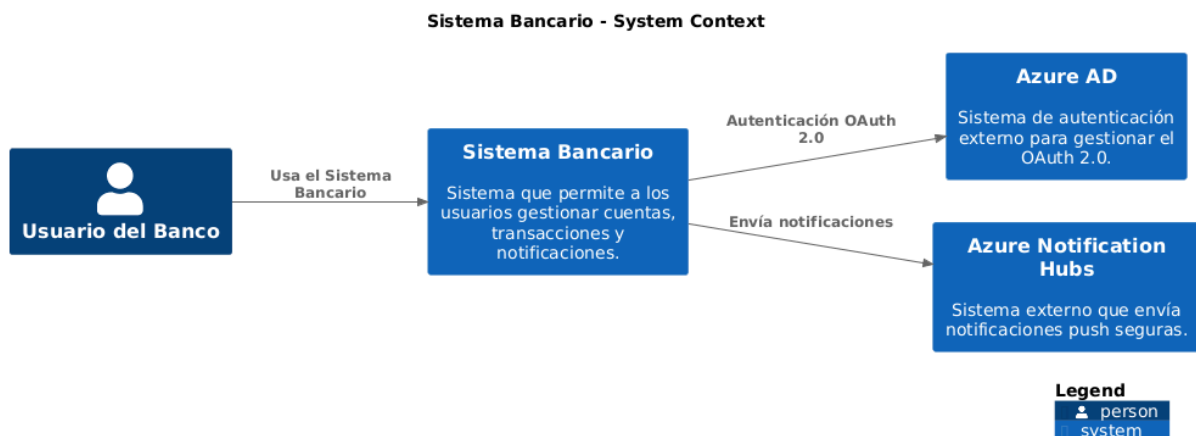 Sistema Bancario - System Context
Usuario del Banco
Usa el Sistema
Bancario
Sistema Bancario
Sistema que permite a los
usuarios gestionar cuentas,
transacciones y
notificaciones.
Autenticación OAuth
2.0
Envía notificaciones
Azure AD
Sistema de autenticación
externo para gestionar el
OAuth 2.0.
Azure Notification
Hubs
Sistema externo que envía
notificaciones push seguras.
Legend
person
system